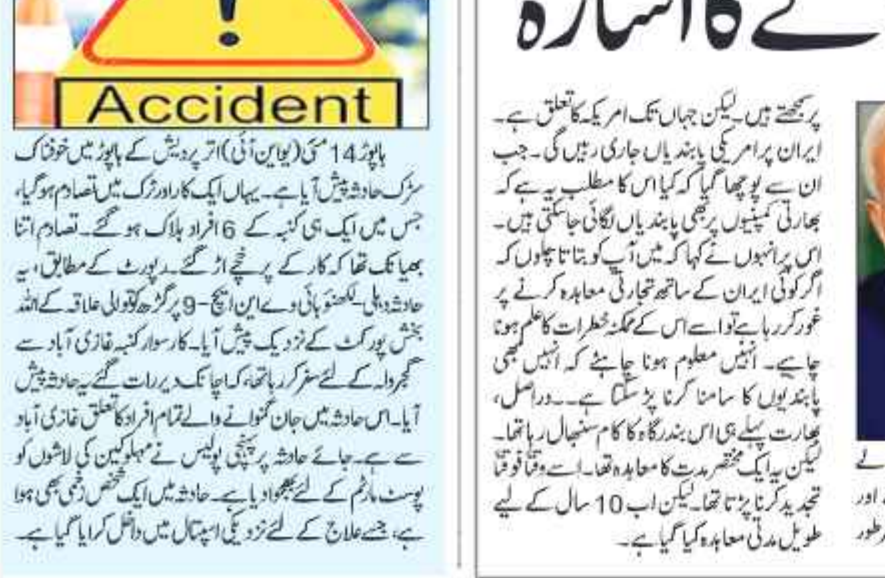 کے کا اشارہ
پر سمجھتے ہیں۔ لیکن جہاں تک امریکہ کا تعلق ہے۔
ایران پر امریکی پابندیاں جاری رہیں گی۔ جب
ان سے پوچھا گیا کہ کیا اس کا مطلب یہ ہے کہ
بھارتی کمپنیوں پر بھی پابندیاں لگائی جا سکتی ہیں۔
اس پر انہوں نے کہا کہ میں آپ کو بتاتا چلوں کہ
اگر کوئی ایران کے ساتھ تجارتی معاہدہ کرنے پر
غور کر رہا ہے تو اسے اس کے ممکنہ خطرات کا علم ہونا
چاہیے۔ انہیں معلوم ہونا چاہئے کہ انہیں کبھی
پابندیوں کا سامنا کرنا پڑ سکتا ہے۔۔ دراصل،
بھارت پہلے ہی اس بندرگاہ کا کام سنبھال رہا تھا۔
لیکن یہ ایک مختصر مدت کا معاہدہ تھا۔ اسے وقتاً فوقتاً
تجدید کرنا پڑتا تھا۔ لیکن اب 10 سال کے لیے
طویل مدتی معاہدہ کیا گیا ہے۔
لے
اور
طور
!
Accident
ہاپوڑ 14 مئی (یو این آئی) اتر پردیش کے ہاپوڑ میں خوفناک
سڑک حادثہ پیش آیا ہے۔ یہاں ایک کار اور ٹرک میں تصادم ہو گیا،
جس میں ایک ہی کنبہ کے 6 افراد ہلاک ہو گئے۔ تصادم اتنا
بھیانک تھا کہ کار کے پرخچے اڑ گئے۔ رپورٹ کے مطابق، یہ
حادثہ دہلی-لکھنؤ ہائی وے این ایچ-9 پر گڑھ کوتوالی علاقہ کے اللہ
بخش پور کٹ کے نزدیک پیش آیا۔ کار سوار کنبہ غازی آباد سے
گجرولہ کے لئے سفر کر رہا تھا، کہ اچانک دیر رات گئے یہ حادثہ پیش
آیا۔ اس حادثہ میں جان گنوانے والے تمام افراد کا تعلق غازی آباد
سے ہے۔ جائے حادثہ پر پہنچی پولیس نے مہلوکین کی لاشوں کو
پوسٹ مارٹم کے لئے بھجوا دیا ہے۔ حادثہ میں ایک شخص زخمی بھی ہوا
ہے، جسے علاج کے لئے نزدیکی اسپتال میں داخل کرایا گیا ہے۔